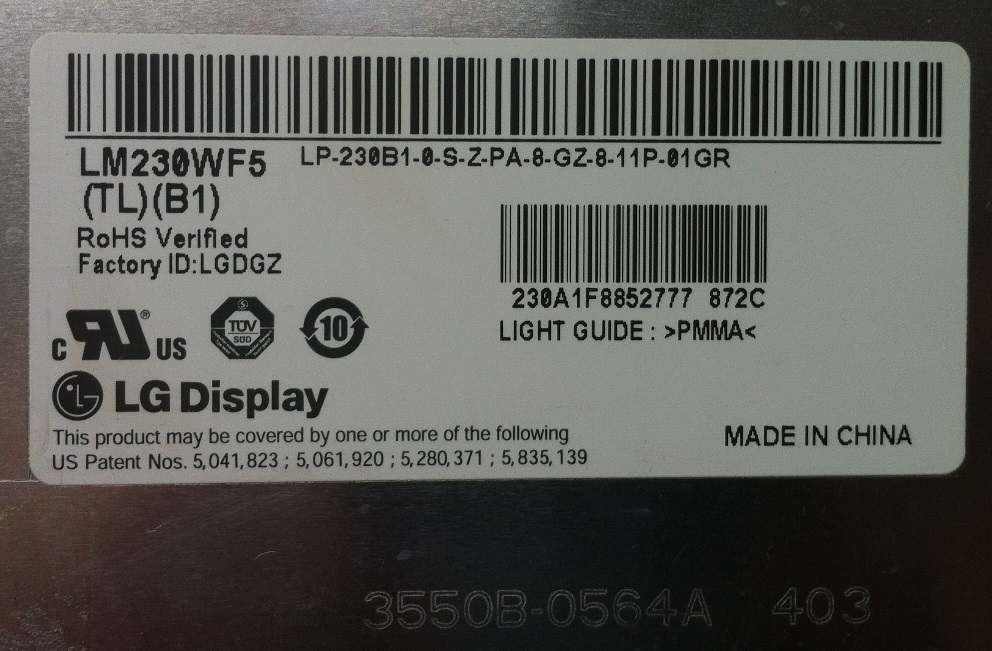 LM230WF5 LP-230B1-0-S-Z-PA-8-GZ-8-11P-01GR
(TL)(B1)
RoHS Verified
Factory ID:LGDGZ
230A1F8852777 872C
LIGHT GUIDE : >PMMA<
C RU ® US
S
TÜV
SÜD
10
LG Display
This product may be covered by one or more of the following
US Patent Nos. 5,041,823 ; 5,061,920 ; 5,280,371 ; 5,835,139
MADE IN CHINA
3550B-0564A 403